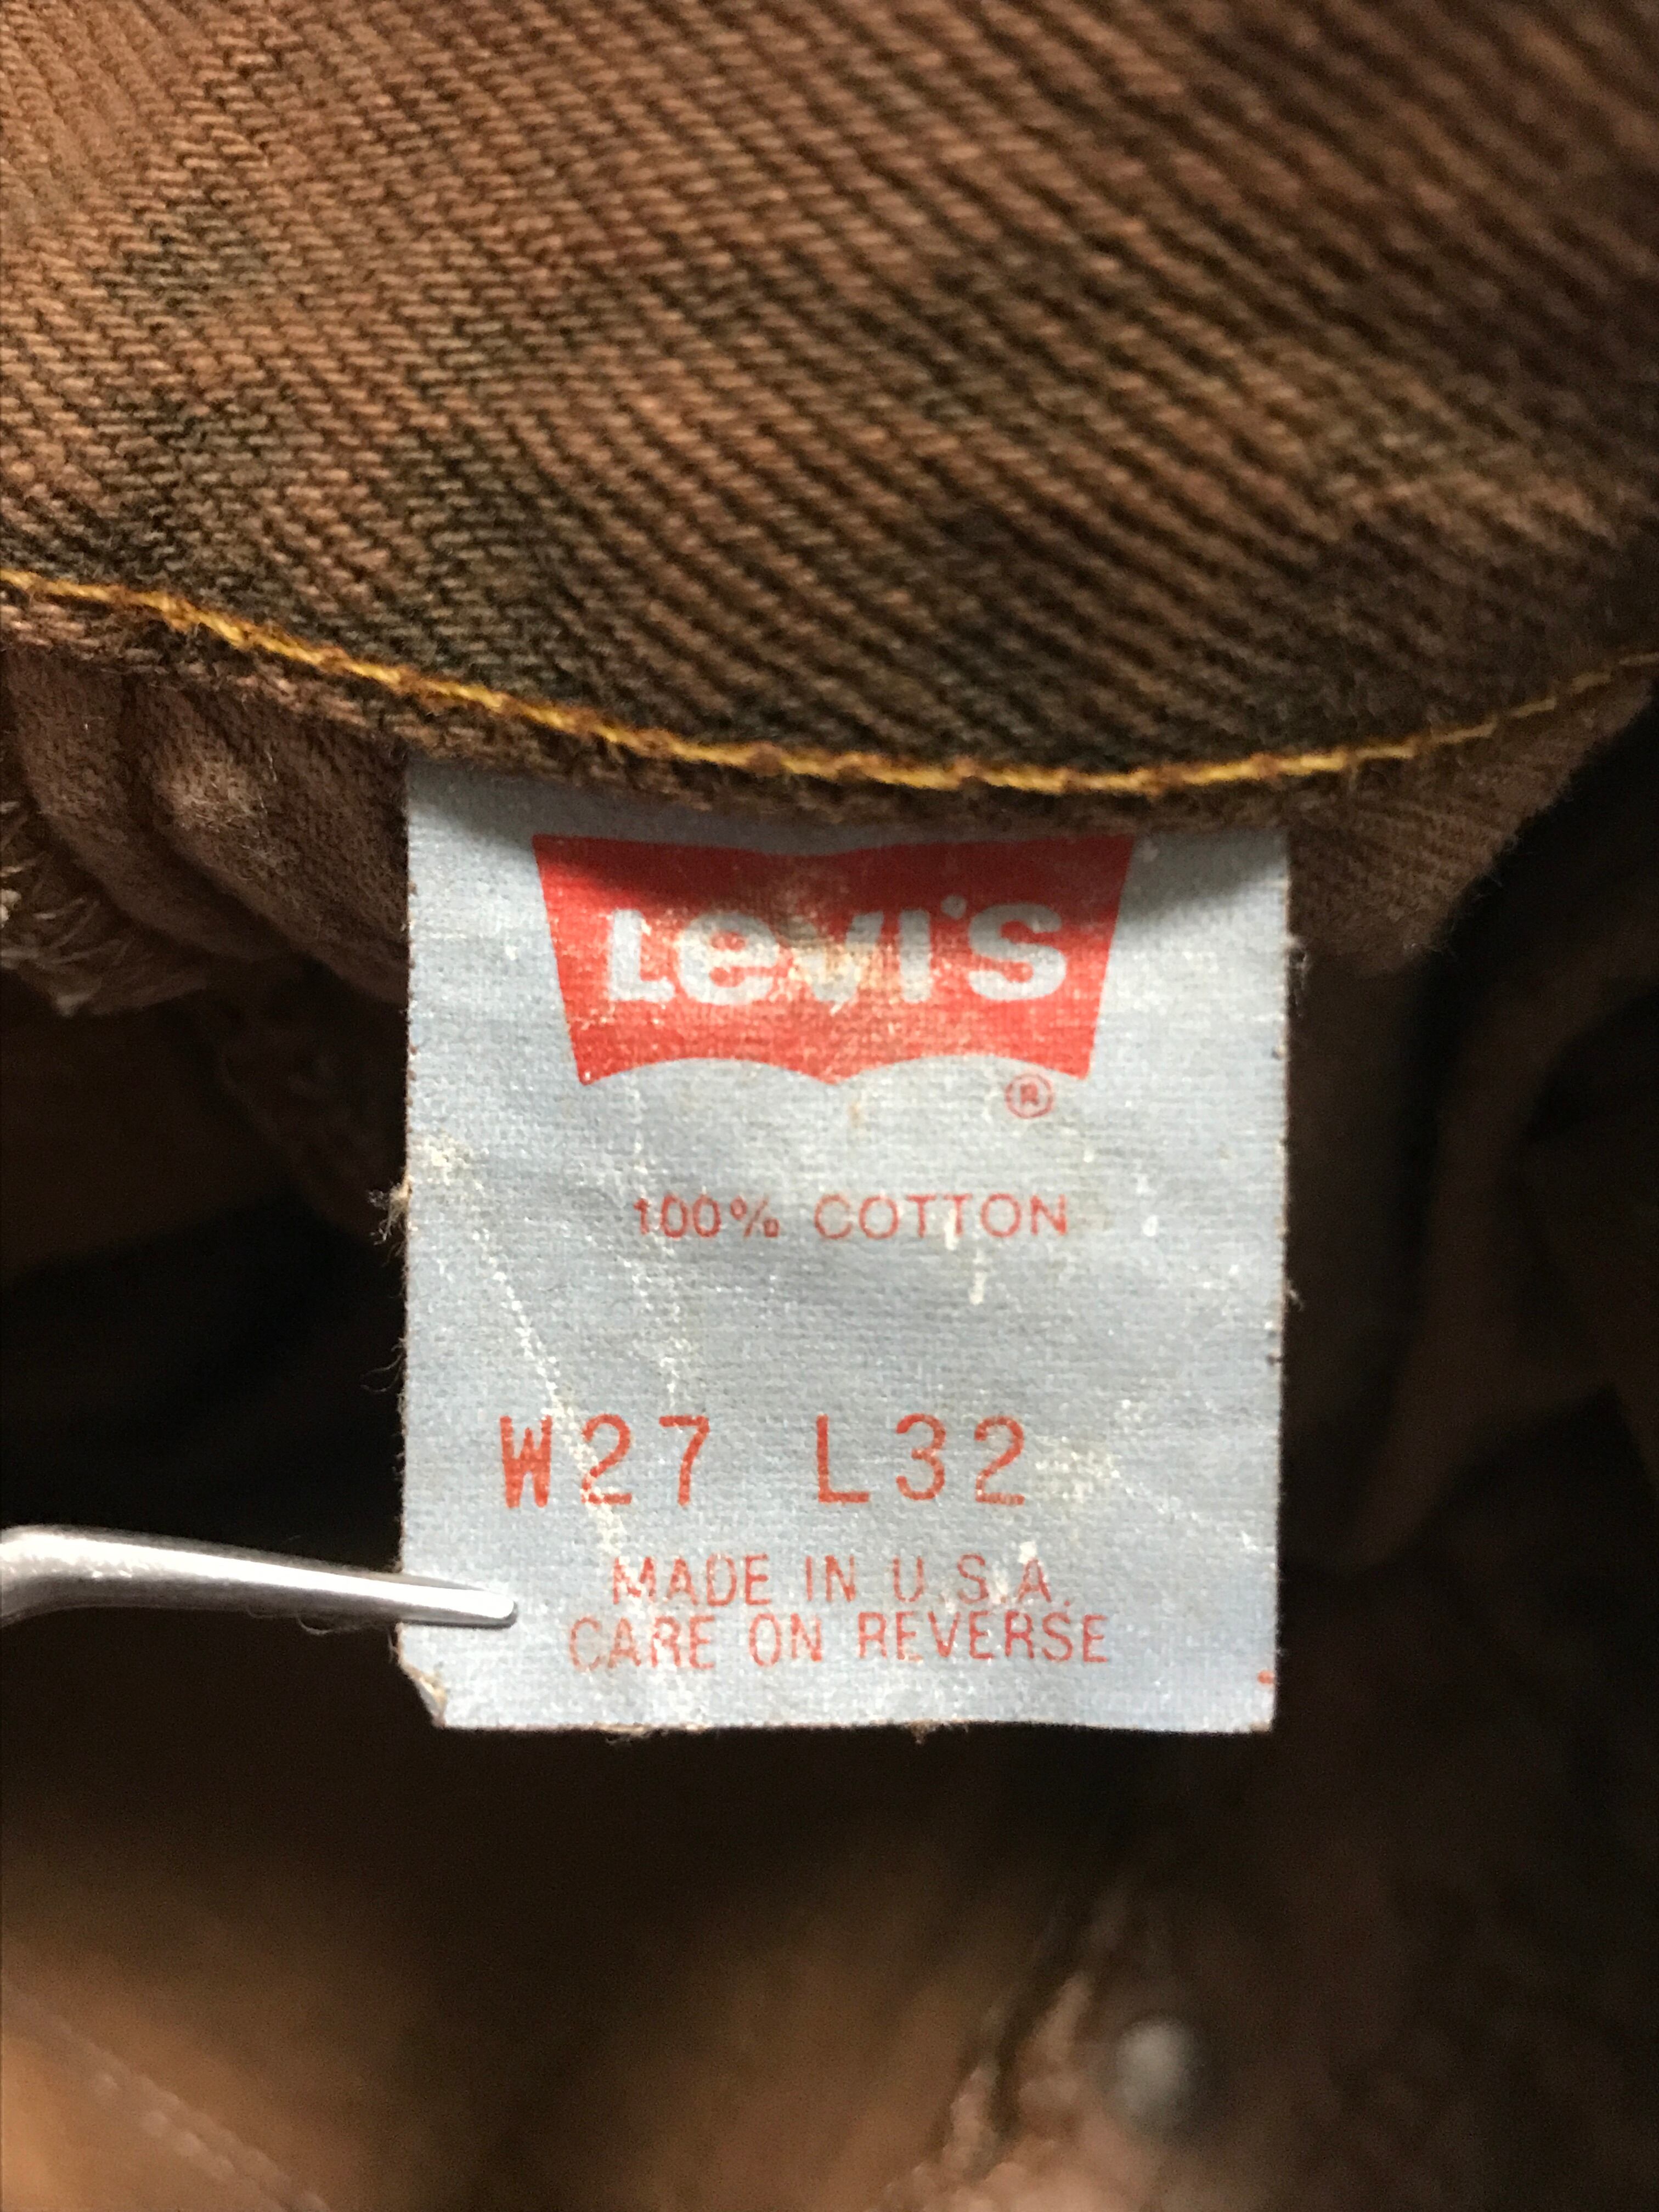 Levi's
®
100% COTTON
W27 L32
MADE IN U.S.A.
CARE ON REVERSE